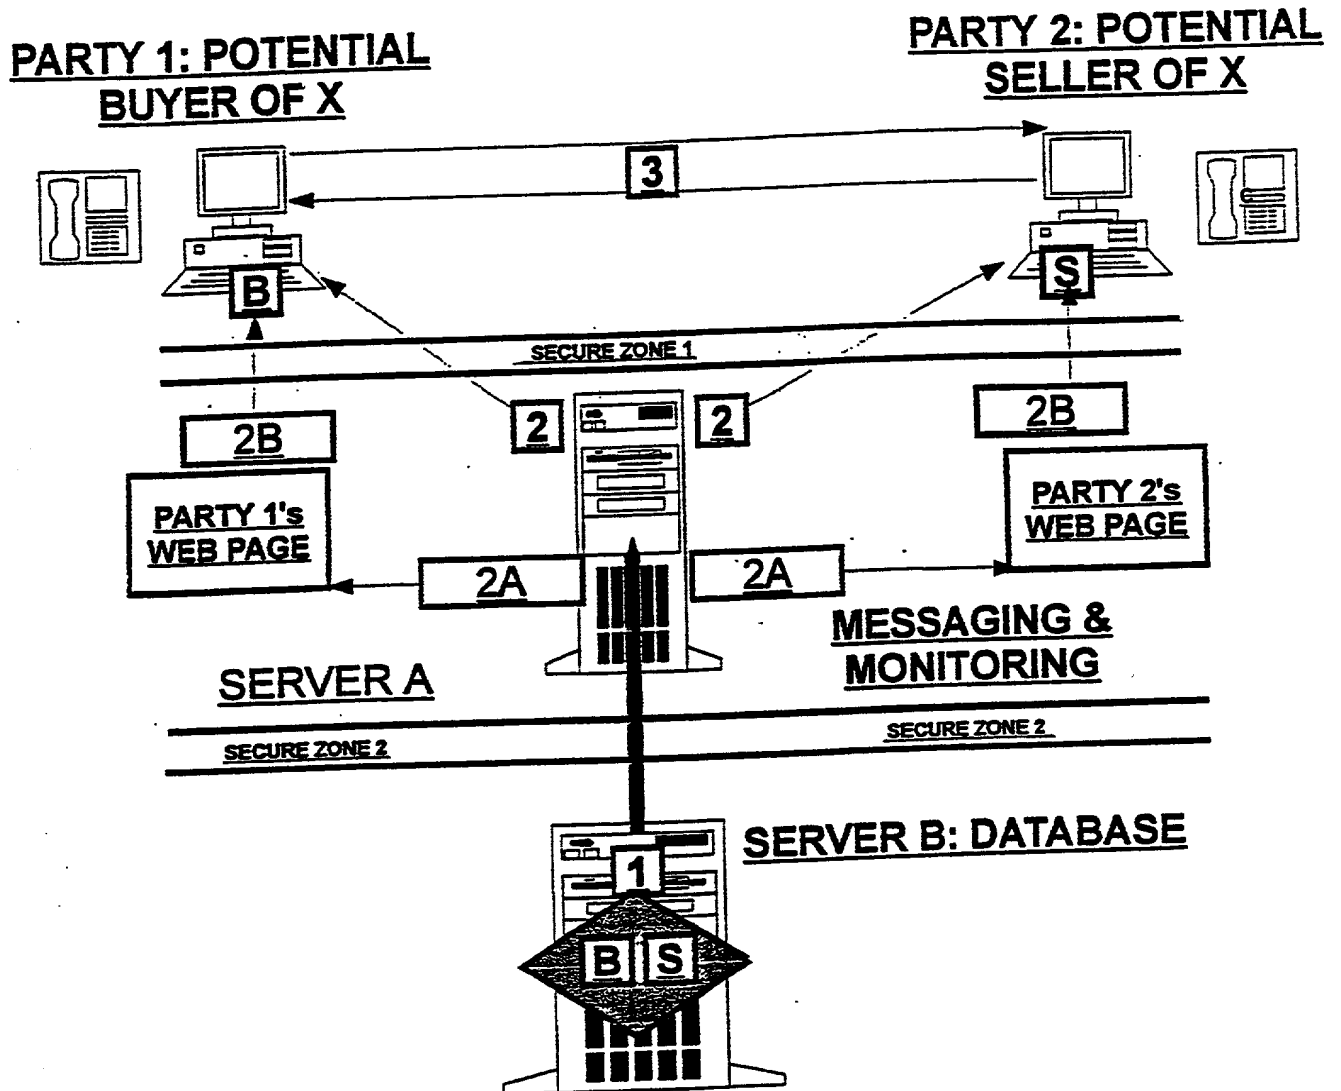 PARTY 1: POTENTIAL
BUYER OF X
PARTY 2: POTENTIAL
SELLER OF X
3
B
S
SECURE ZONE 1
2
2
2B
2B
PARTY 1's
WEB PAGE
PARTY 2's
WEB PAGE
2A
2A
MESSAGING &
MONITORING
SERVER A
SECURE ZONE 2
SECURE ZONE 2
SERVER B: DATABASE
1
B S